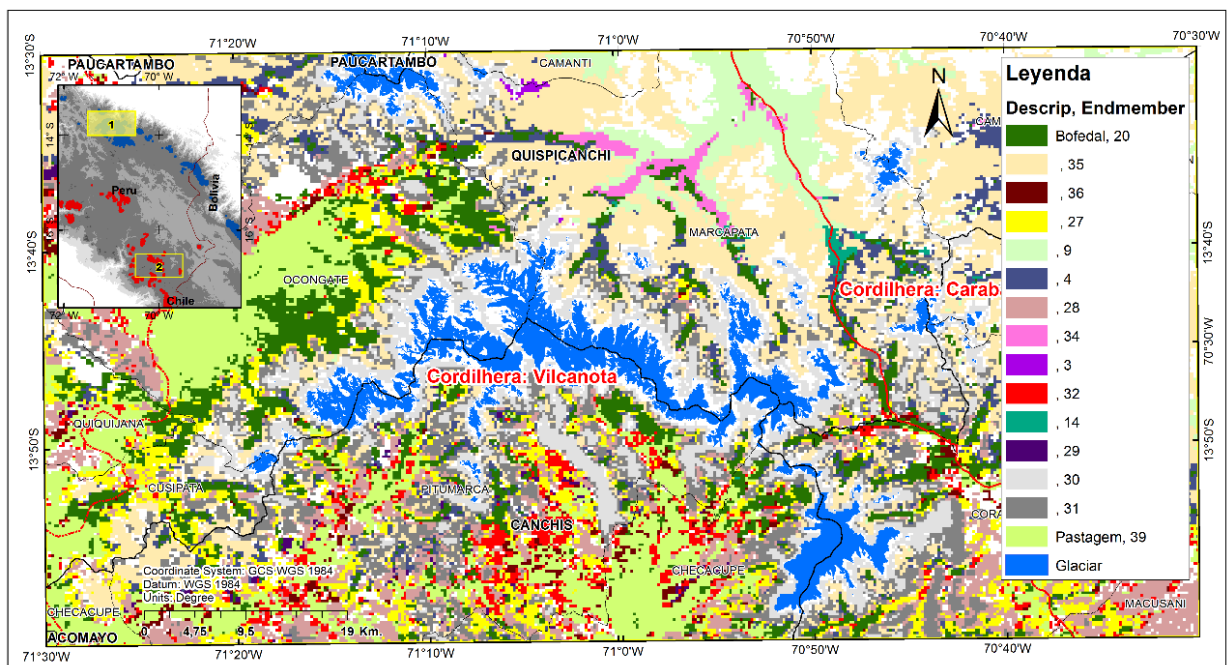 71°20'W 71°10'W 71°0'W 70°50'W 70°40'W 70°30'W
13°30'S
PAUCARTAMBO
PAUCARTAMBO
CAMANTI
72° W 70° W
14° S
14° S
1
Peru
Bolivia
16° S
2
Chile
72° W 70° W
N
QUISPICANCHI
MARCAPATA
OCONGATE
13°40'S
13°40'S
Cordilhera: Caraba
Cordilhera: Vilcanota
70°30'W
QUIQUIJANA
13°50'S
13°50'S
CUSIPATA
PITUMARCA
CANCHIS
CORA
CHECACUPE
MACUSANI
Coordinate System: GCS WGS 1984
Datum: WGS 1984
Units: Degree
CHECACUPE
0 4,75 9,5 19 Km.
ACOMAYO
71°30'W 71°20'W 71°10'W 71°0'W 70°50'W 70°40'W
Leyenda
Descrip, Endmember
Bofedal, 20
, 35
, 36
, 27
, 9
, 4
, 28
, 34
, 3
, 32
, 14
, 29
, 30
, 31
Pastagem, 39
Glaciar